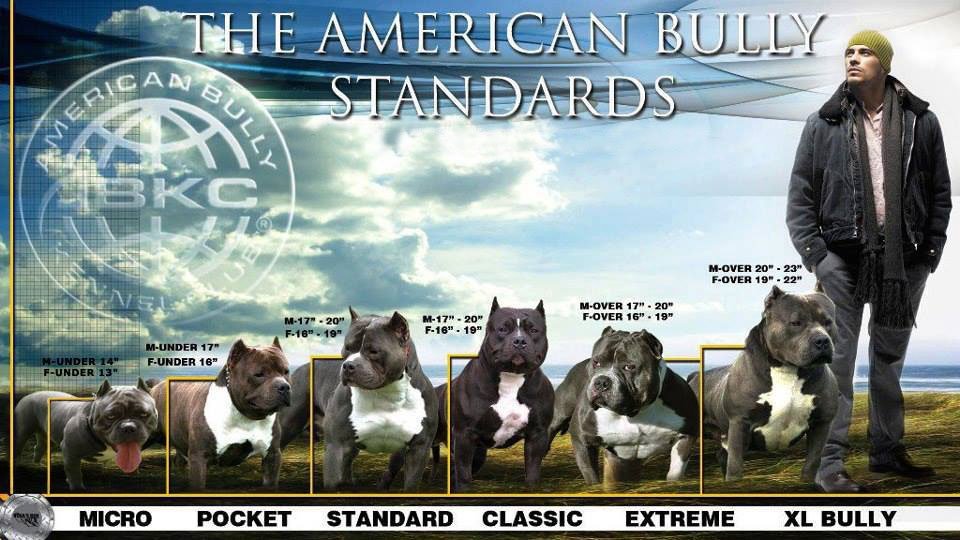 THE AMERICAN BULLY
STANDARDS
AMERICAN BULLY
BKC
®
M-OVER 20" - 23"
F-OVER 19" - 22"
M-OVER 17" - 20"
F-OVER 16" - 19"
M-17" - 20"
F-16" - 19"
M-17" - 20"
F-16" - 19"
M-UNDER 17"
F-UNDER 16"
M-UNDER 14"
F-UNDER 13"
MICRO POCKET STANDARD CLASSIC EXTREME XL BULLY